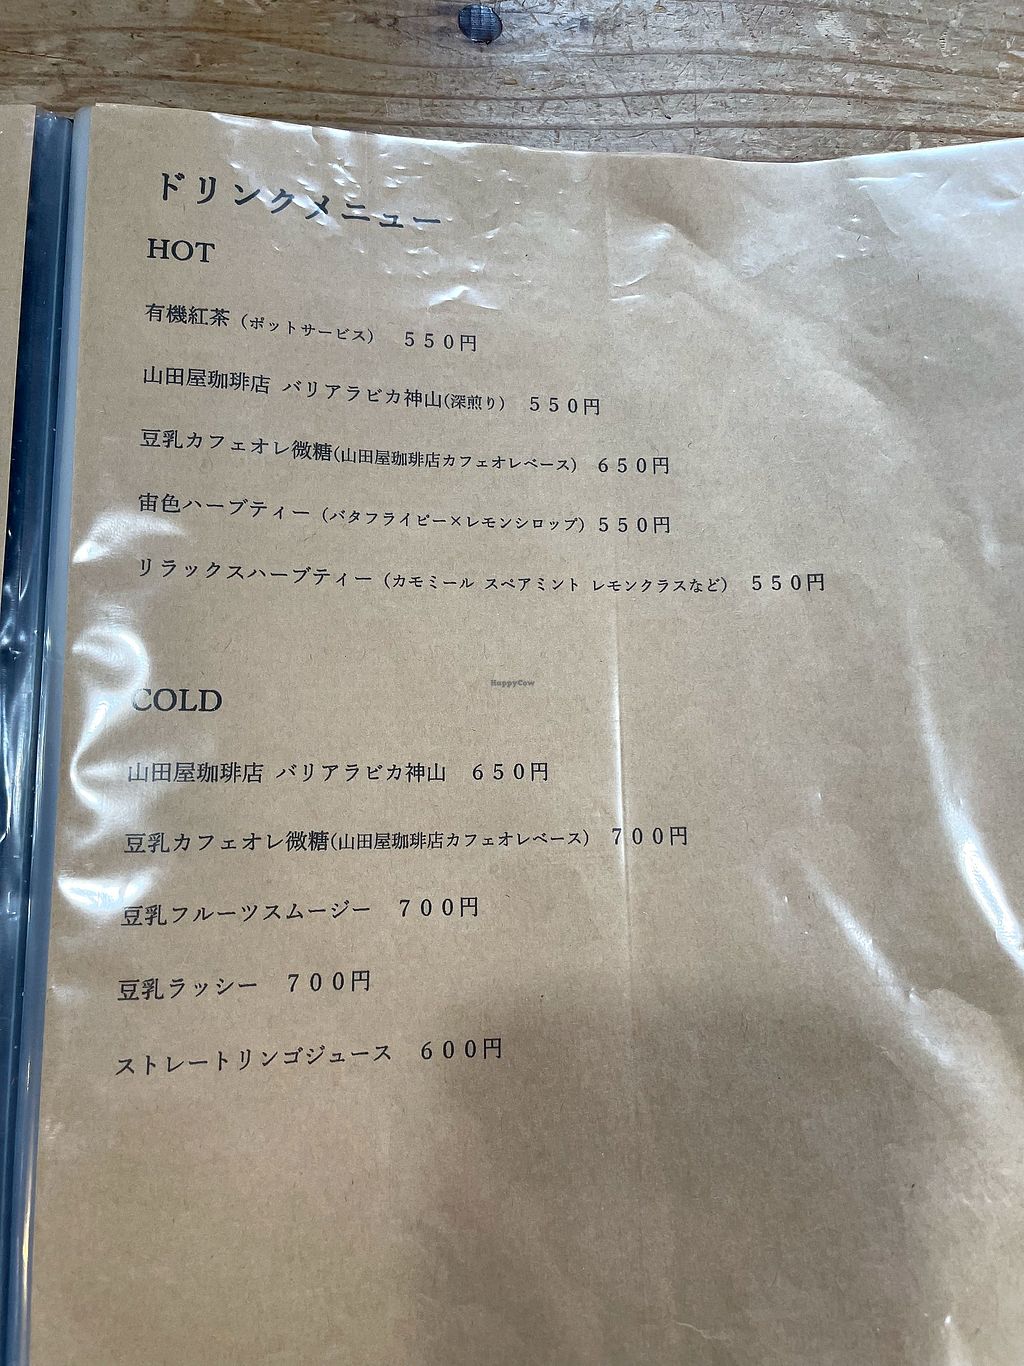 ドリンクメニュー
HOT
有機紅茶（ポットサービス） ５５０円
山田屋珈琲店 バリアラビカ神山(深煎り) ５５０円
豆乳カフェオレ微糖(山田屋珈琲店カフェオレベース) ６５０円
宙色ハーブティー（バタフライピー×レモンシロップ）５５０円
リラックスハーブティー（カモミール スペアミント レモンクラスなど） ５５０円
HappyCow
COLD
山田屋珈琲店 バリアラビカ神山 ６５０円
豆乳カフェオレ微糖(山田屋珈琲店カフェオレベース) ７００円
豆乳フルーツスムージー ７００円
豆乳ラッシー ７００円
ストレートリンゴジュース ６００円